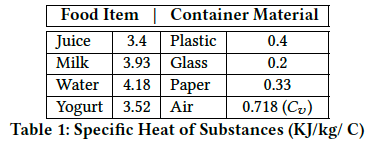 Food Item | Container Material
Juice 3.4 Plastic 0.4
Milk 3.93 Glass 0.2
Water 4.18 Paper 0.33
Yogurt 3.52 Air 0.718 (Cv)
Table 1: Specific Heat of Substances (KJ/kg/ C)